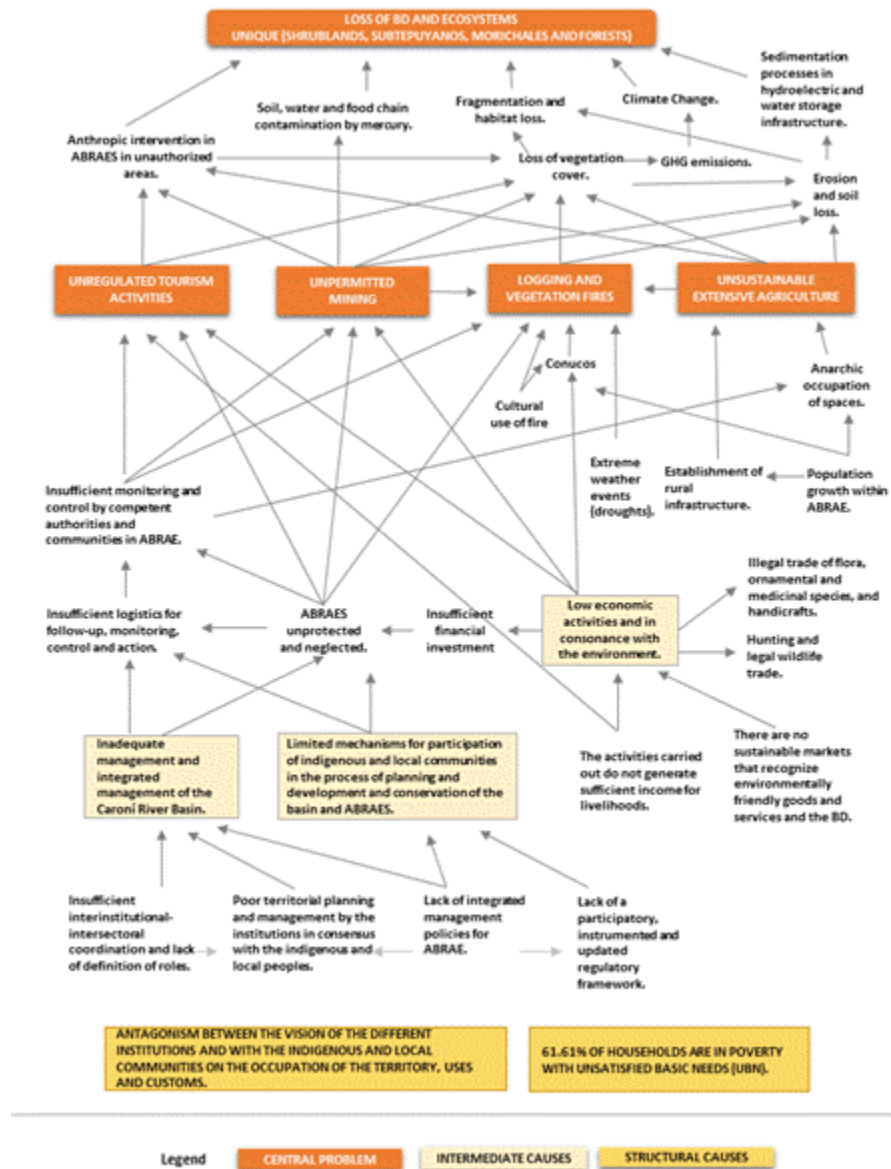 LOSS OF BD AND ECOSYSTEMS
UNIQUE (SHRUBLANDS, SUBTEPUYANOS, MORICHALES AND FORESTS)
Sedimentation
processes in
hydroelectric and
water storage
infrastructure.
Soil, water and food chain
contamination by mercury.
Fragmentation and
habitat loss.
Climate Change.
Anthropic intervention in
ABRAES in unauthorized
areas.
Loss of vegetation
cover.
GHG emissions.
Erosion
and soil
loss.
UNREGULATED TOURISM
ACTIVITIES
UNPERMITTED
MINING
LOGGING AND
VEGETATION FIRES
UNSUSTAINABLE
EXTENSIVE AGRICULTURE
Conucos
Cultural
use of fire
Anarchic
occupation
of spaces.
Insufficient monitoring and
control by competent
authorities and
communities in ABRAE.
Extreme
weather
events
(droughts).
Establishment of
rural
infrastructure.
Population
growth within
ABRAE.
Insufficient logistics for
follow-up, monitoring,
control and action.
ABRAES
unprotected
and neglected.
Insufficient
financial
investment
Low economic
activities and in
consonance with
the environment.
Illegal trade of flora,
ornamental and
medicinal species, and
handicrafts.
Hunting and
legal wildlife
trade.
Inadequate
management and
integrated
management of the
Caroní River Basin.
Limited mechanisms for participation
of indigenous and local communities
in the process of planning and
development and conservation of the
basin and ABRAES.
The activities carried
out do not generate
sufficient income for
livelihoods.
There are no
sustainable markets
that recognize
environmentally
friendly goods and
services and the BD.
Insufficient
interinstitutional-
intersectoral
coordination and lack
of definition of roles.
Poor territorial planning
and management by the
institutions in consensus
with the indigenous and
local peoples.
Lack of integrated
management
policies for
ABRAE.
Lack of a
participatory,
instrumented and
updated
regulatory
framework.
ANTAGONISM BETWEEN THE VISION OF THE DIFFERENT
INSTITUTIONS AND WITH THE INDIGENOUS AND LOCAL
COMMUNITIES ON THE OCCUPATION OF THE TERRITORY, USES
AND CUSTOMS.
61.61% OF HOUSEHOLDS ARE IN POVERTY
WITH UNSATISFIED BASIC NEEDS (UBN).
Legend
CENTRAL PROBLEM
INTERMEDIATE CAUSES
STRUCTURAL CAUSES